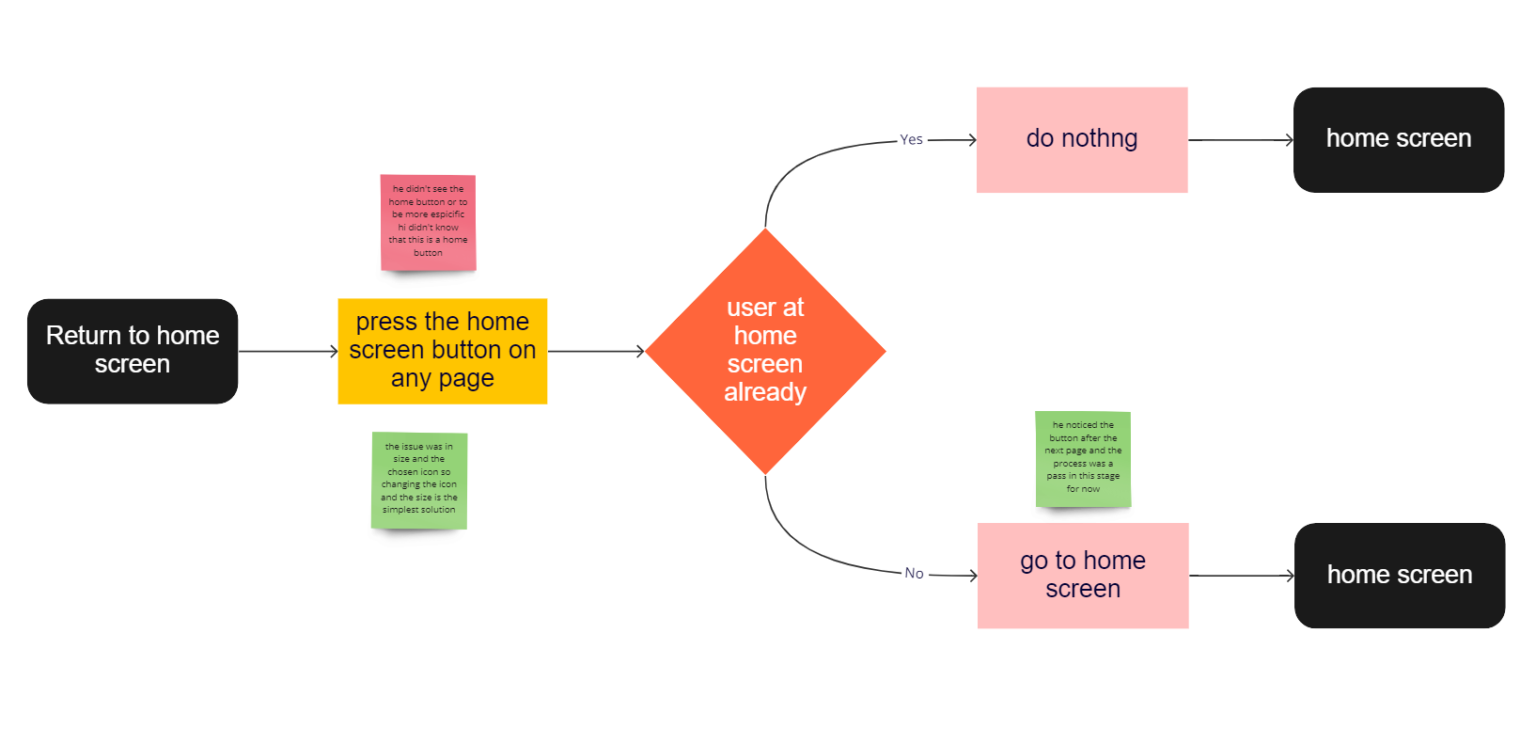 Return to home
screen
he didn't see the
home button or to
be more espicific
hi didn't know
that this is a home
button
press the home
screen button on
any page
the issue was in
size and the
chosen icon so
changing the icon
and the size is the
simplest solution
user at
home
screen
already
Yes
do nothng
home screen
No
he noticed the
button after the
next page and the
process was a
pass in this stage
for now
go to home
screen
home screen